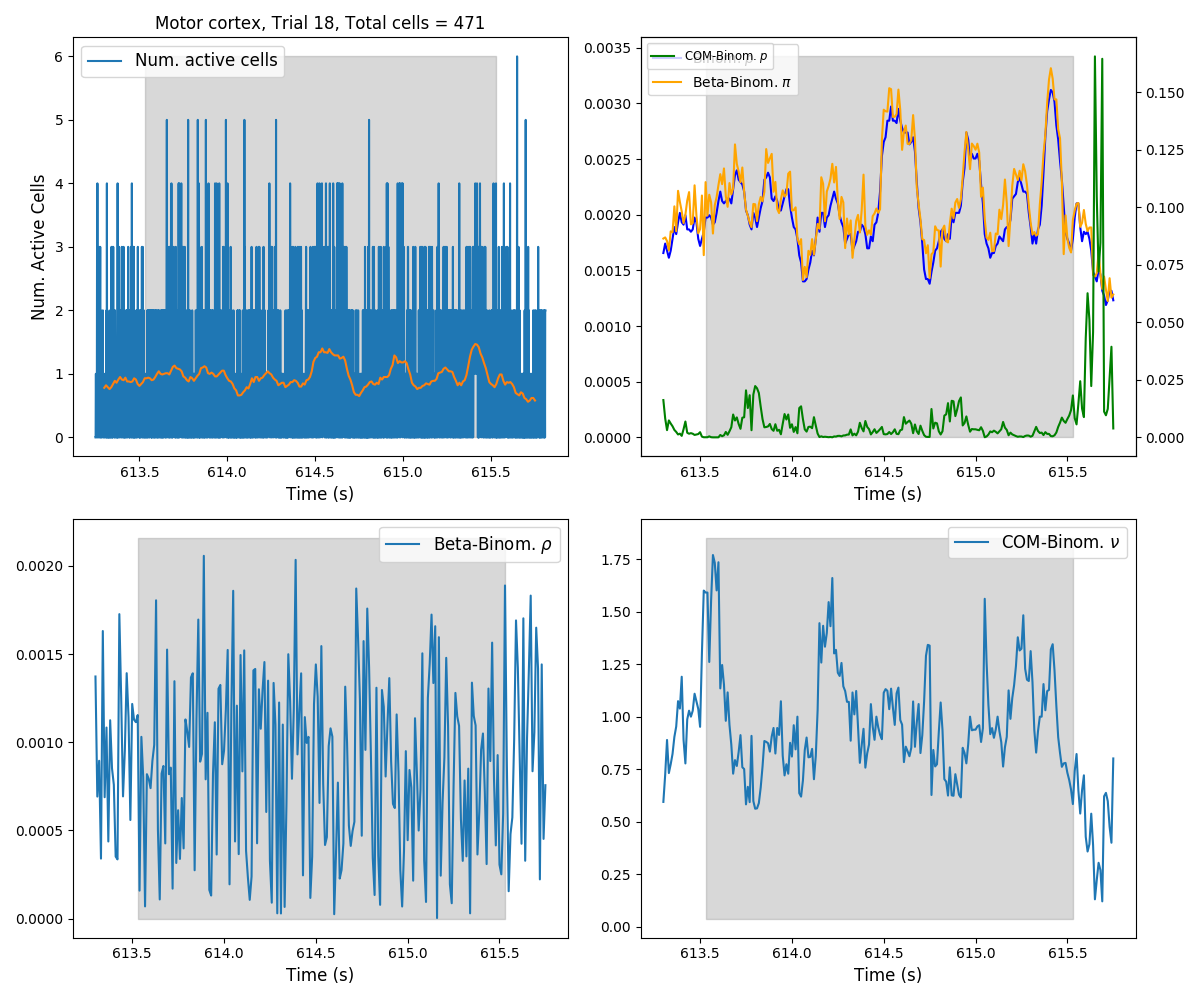 Motor cortex, Trial 18, Total cells = 471
Num. active cells
Num. Active Cells
6
5
4
3
2
1
0
613.5 614.0 614.5 615.0 615.5
Time (s)
COM-Binom. p
Beta-Binom. π
0.0035
0.0030
0.0025
0.0020
0.0015
0.0010
0.0005
0.0000
0.150
0.125
0.100
0.075
0.050
0.025
0.000
613.5 614.0 614.5 615.0 615.5
Time (s)
Beta-Binom. ρ
0.0020
0.0015
0.0010
0.0005
0.0000
613.5 614.0 614.5 615.0 615.5
Time (s)
COM-Binom. ν
1.75
1.50
1.25
1.00
0.75
0.50
0.25
0.00
613.5 614.0 614.5 615.0 615.5
Time (s)